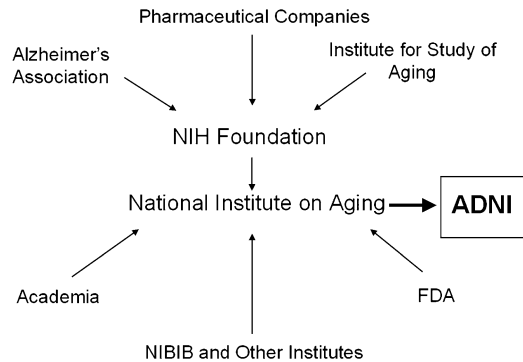 Pharmaceutical Companies
Alzheimer's
Association
Institute for Study of
Aging
NIH Foundation
National Institute on Aging
ADNI
Academia
FDA
NIBIB and Other Institutes